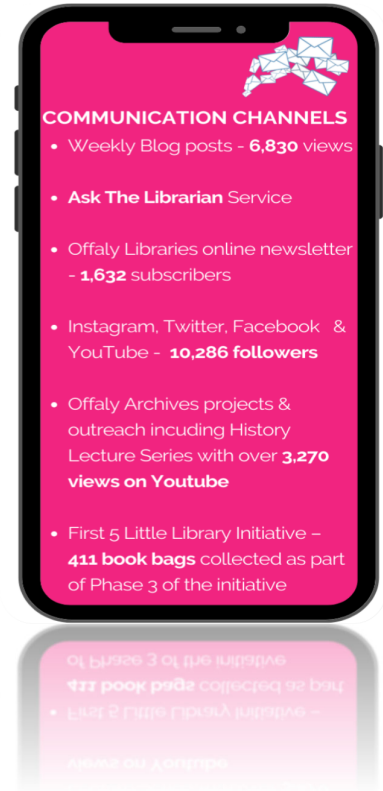 COMMUNICATION CHANNELS
• Weekly Blog posts - 6,830 views
• Ask The Librarian Service
• Offaly Libraries online newsletter
- 1,632 subscribers
• Instagram, Twitter, Facebook &
YouTube - 10,286 followers
• Offaly Archives projects &
outreach incuding History
Lecture Series with over 3,270
views on Youtube
• First 5 Little Library Initiative –
411 book bags collected as part
of Phase 3 of the initiative